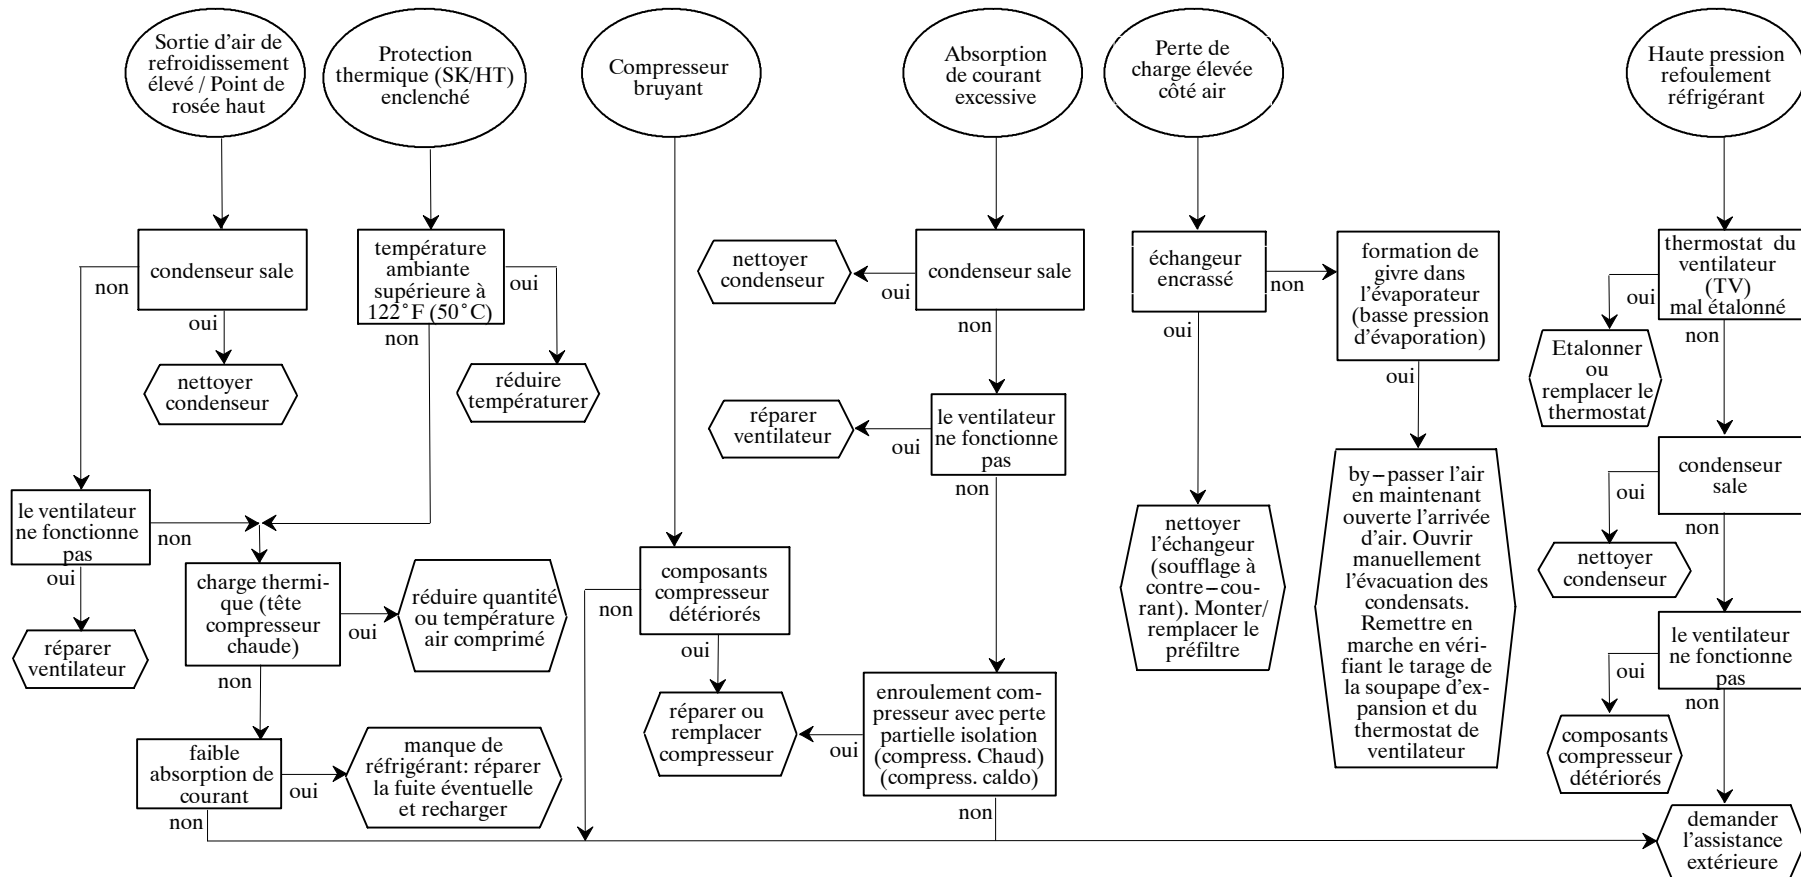 Sortie d'air de
refroidissement
élevé / Point de
rosée haut
Protection
thermique (SK/HT)
enclenché
Compresseur
bruyant
Absorption
de courant
excessive
Perte de
charge élevée
côté air
Haute pression
refoulement
réfrigérant
condenseur sale
non
oui
nettoyer
condenseur
température
ambiante
supérieure à
122°F (50°C)
oui
non
réduire
températurer
nettoyer
condenseur
oui
condenseur sale
non
échangeur
encrassé
non
oui
formation de
givre dans
l'évaporateur
(basse pression
d'évaporation)
oui
thermostat du
ventilateur
(TV)
mal étalonné
oui
non
Etalonner
ou
remplacer le
thermostat
réparer
ventilateur
oui
le ventilateur
ne fonctionne
pas
non
le ventilateur
ne fonctionne
pas
non
oui
réparer
ventilateur
charge thermi-
que (tête
compresseur
chaude)
oui
non
réduire quantité
ou température
air comprimé
composants
compresseur
détériorés
non
oui
réparer ou
remplacer
compresseur
oui
enroulement com-
presseur avec perte
partielle isolation
(compress. Chaud)
(compress. caldo)
non
nettoyer
l'échangeur
(soufflage à
contre-cou-
rant). Monter/
remplacer le
préfiltre
by-passer l'air
en maintenant
ouverte l'arrivée
d'air. Ouvrir
manuellement
l'évacuation des
condensats.
Remettre en
marche en véri-
fiant le tarage de
la soupape d'ex-
pansion et du
thermostat de
ventilateur
condenseur
sale
oui
non
nettoyer
condenseur
le ventilateur
ne fonctionne
pas
oui
non
composants
compresseur
détériorés
faible
absorption de
courant
oui
non
manque de
réfrigérant: réparer
la fuite éventuelle
et recharger
demander
l'assistance
extérieure